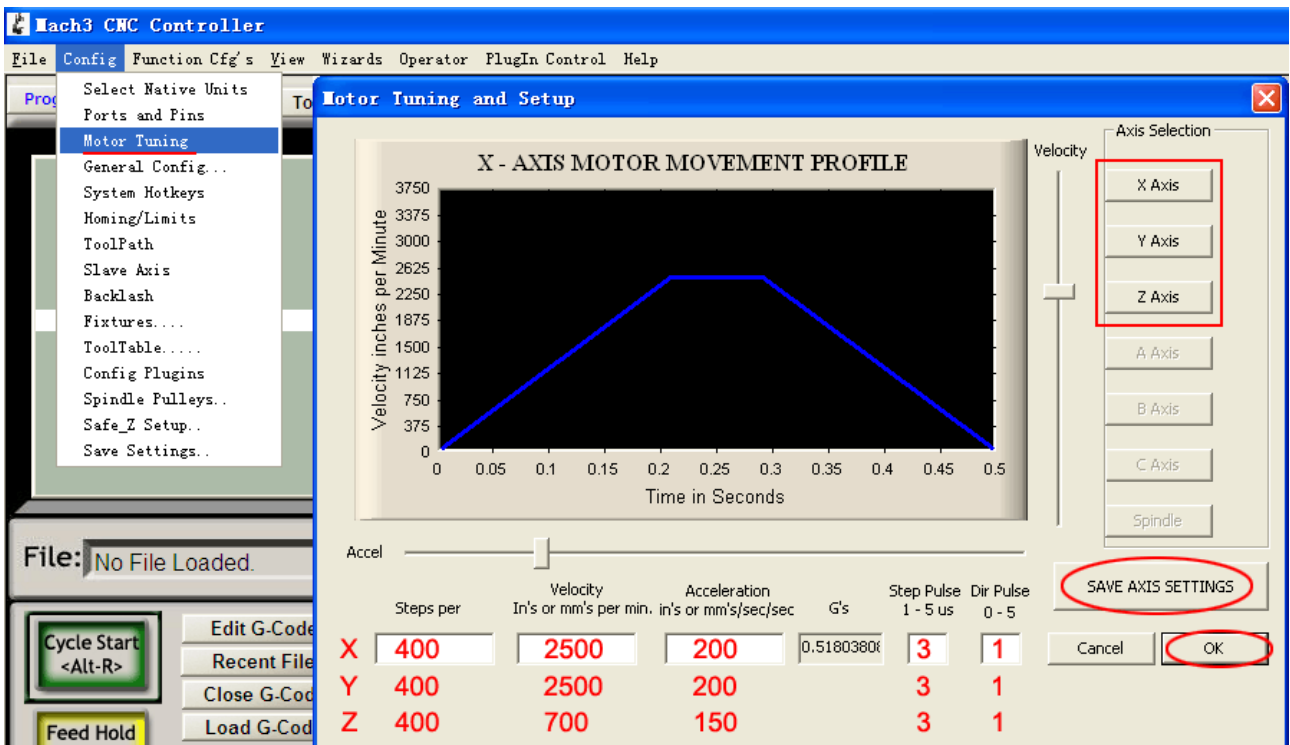 Mach3 CNC Controller
File Config Function Cfg's View Wizards Operator PlugIn Control Help
Select Native Units
Ports and Pins
Motor Tuning
General Config...
System Hotkeys
Homing/Limits
ToolPath
Slave Axis
Backlash
Fixtures....
ToolTable.....
Config Plugins
Spindle Pulleys..
Safe_Z Setup..
Save Settings..
Prog
To
Motor Tuning and Setup
X - AXIS MOTOR MOVEMENT PROFILE
Velocity inches per Minute
3750
3375
3000
2625
2250
1875
1500
1125
750
375
0
0 0.05 0.1 0.15 0.2 0.25 0.3 0.35 0.4 0.45 0.5
Time in Seconds
Velocity
Axis Selection
X Axis
Y Axis
Z Axis
A Axis
B Axis
C Axis
Spindle
Accel
SAVE AXIS SETTINGS
Cancel OK
Steps per
Velocity
In's or mm's per min.
Acceleration
in's or mm's/sec/sec
G's
Step Pulse
1 - 5 us
Dir Pulse
0 - 5
X 400 2500 200 0.5180380 3 1
Y 400 2500 200 3 1
Z 400 700 150 3 1
File: No File Loaded.
Cycle Start
<Alt-R>
Feed Hold
Edit G-Code
Recent File
Close G-Cod
Load G-Cod